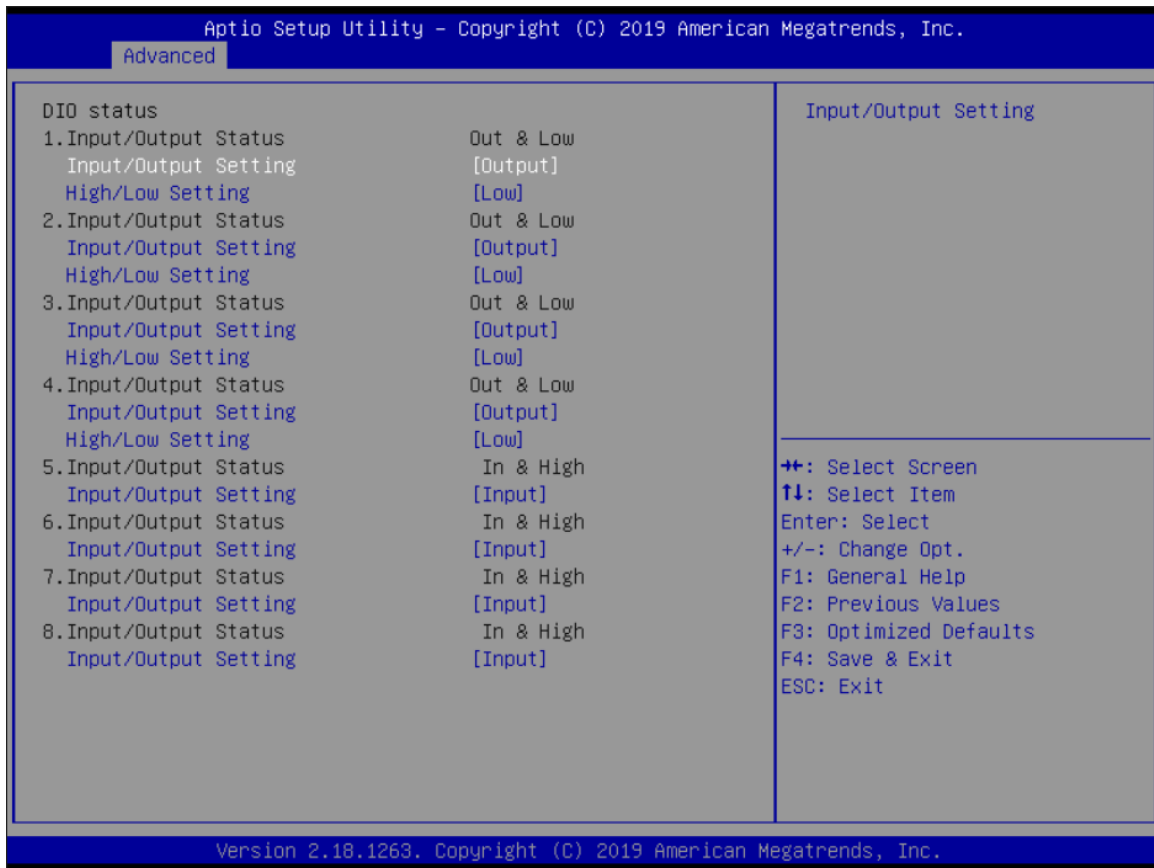 Aptio Setup Utility – Copyright (C) 2019 American Megatrends, Inc.
Advanced
DIO status
1.Input/Output Status Out & Low
Input/Output Setting [Output]
High/Low Setting [Low]
2.Input/Output Status Out & Low
Input/Output Setting [Output]
High/Low Setting [Low]
3.Input/Output Status Out & Low
Input/Output Setting [Output]
High/Low Setting [Low]
4.Input/Output Status Out & Low
Input/Output Setting [Output]
High/Low Setting [Low]
5.Input/Output Status In & High
Input/Output Setting [Input]
6.Input/Output Status In & High
Input/Output Setting [Input]
7.Input/Output Status In & High
Input/Output Setting [Input]
8.Input/Output Status In & High
Input/Output Setting [Input]
Input/Output Setting
→←: Select Screen
↑↓: Select Item
Enter: Select
+/-: Change Opt.
F1: General Help
F2: Previous Values
F3: Optimized Defaults
F4: Save & Exit
ESC: Exit
Version 2.18.1263. Copyright (C) 2019 American Megatrends, Inc.